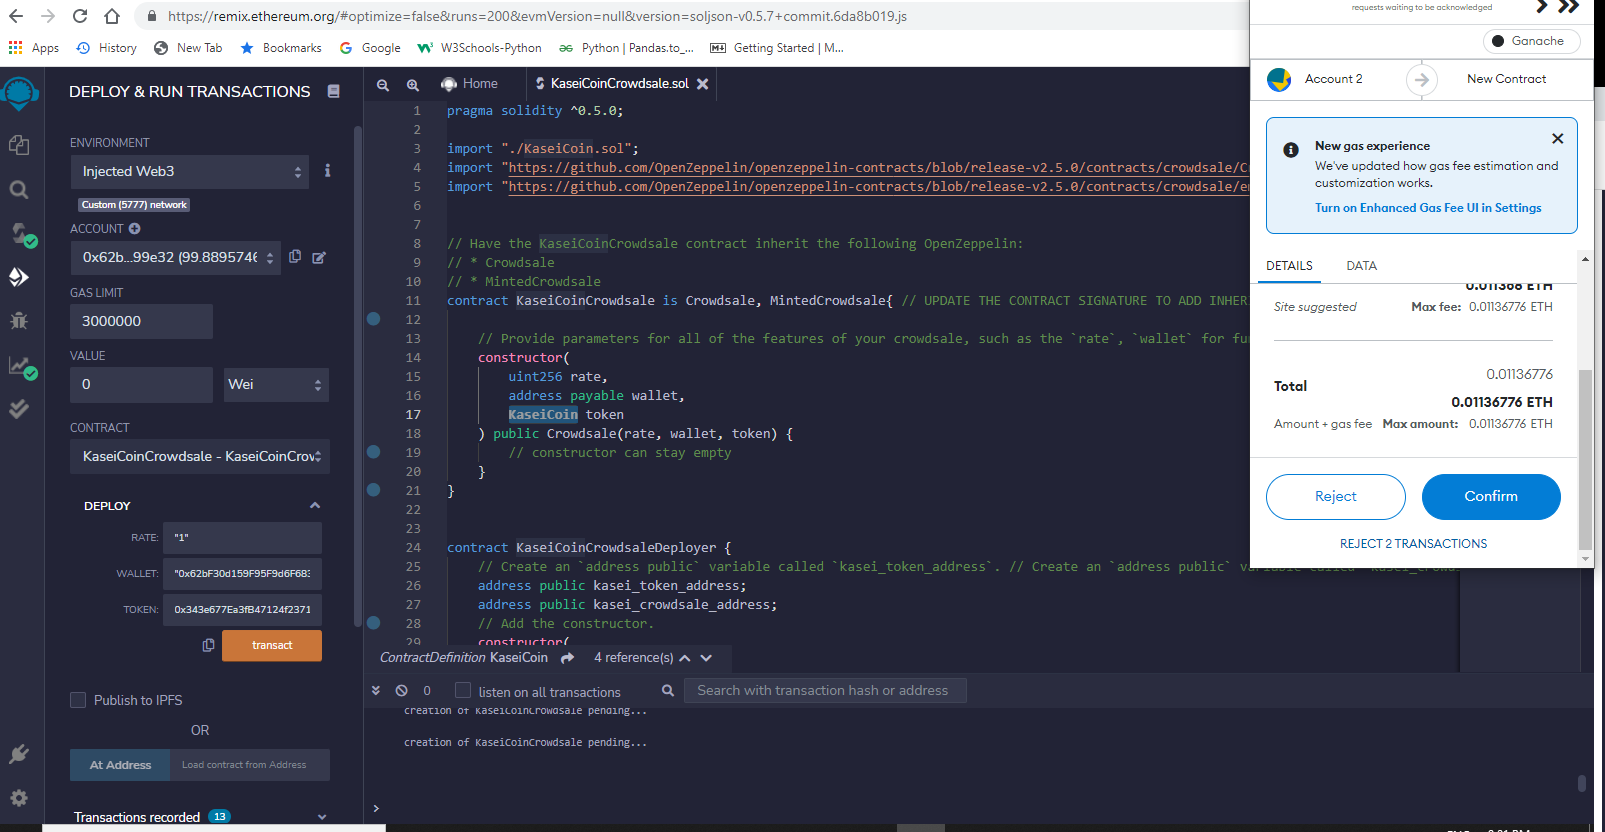 https://remix.ethereum.org/#optimize=false&runs=200&evmVersion=null&version=soljson-v0.5.7+commit.6da8b019.js
Apps History New Tab Bookmarks Google W3Schools-Python Python | Pandas.to_... Getting Started | M...
DEPLOY & RUN TRANSACTIONS
ENVIRONMENT
Injected Web3
Custom (5777) network
ACCOUNT
0x62b...99e32 (99.8895746
GAS LIMIT
3000000
VALUE
0
Wei
CONTRACT
KaseiCoinCrowdsale - KaseiCoinCrow
DEPLOY
RATE: "1"
WALLET: "0x62bF30d159F95F9d6F683
TOKEN: 0x343e677Ea3fB47124f2371
transact
Publish to IPFS
OR
At Address Load contract from Address
Transactions recorded 13
Home KaseiCoinCrowdsale.sol
1 pragma solidity ^0.5.0;
2
3 import "./KaseiCoin.sol";
4 import "https://github.com/OpenZeppelin/openzeppelin-contracts/blob/release-v2.5.0/contracts/crowdsale/C
5 import "https://github.com/OpenZeppelin/openzeppelin-contracts/blob/release-v2.5.0/contracts/crowdsale/e
6
7
8 // Have the KaseiCoinCrowdsale contract inherit the following OpenZeppelin:
9 // * Crowdsale
10 // * MintedCrowdsale
11 contract KaseiCoinCrowdsale is Crowdsale, MintedCrowdsale{ // UPDATE THE CONTRACT SIGNATURE TO ADD INHER
12
13 // Provide parameters for all of the features of your crowdsale, such as the `rate`, `wallet` for fu
14 constructor(
15 uint256 rate,
16 address payable wallet,
17 KaseiCoin token
18 ) public Crowdsale(rate, wallet, token) {
19 // constructor can stay empty
20 }
21 }
22
23
24 contract KaseiCoinCrowdsaleDeployer {
25 // Create an `address public` variable called `kasei_token_address`. // Create an `address public` variable called
26 address public kasei_token_address;
27 address public kasei_crowdsale_address;
28 // Add the constructor.
29 constructor(
ContractDefinition KaseiCoin 4 reference(s)
0 listen on all transactions Search with transaction hash or address
creation of KaseiCoinCrowdsale pending...
creation of KaseiCoinCrowdsale pending...
>
requests waiting to be acknowledged
Ganache
Account 2 New Contract
New gas experience
We've updated how gas fee estimation and
customization works.
Turn on Enhanced Gas Fee UI in Settings
DETAILS DATA
0.011368 ETH
Site suggested Max fee: 0.01136776 ETH
0.01136776
Total
0.01136776 ETH
Amount + gas fee Max amount: 0.01136776 ETH
Reject Confirm
REJECT 2 TRANSACTIONS